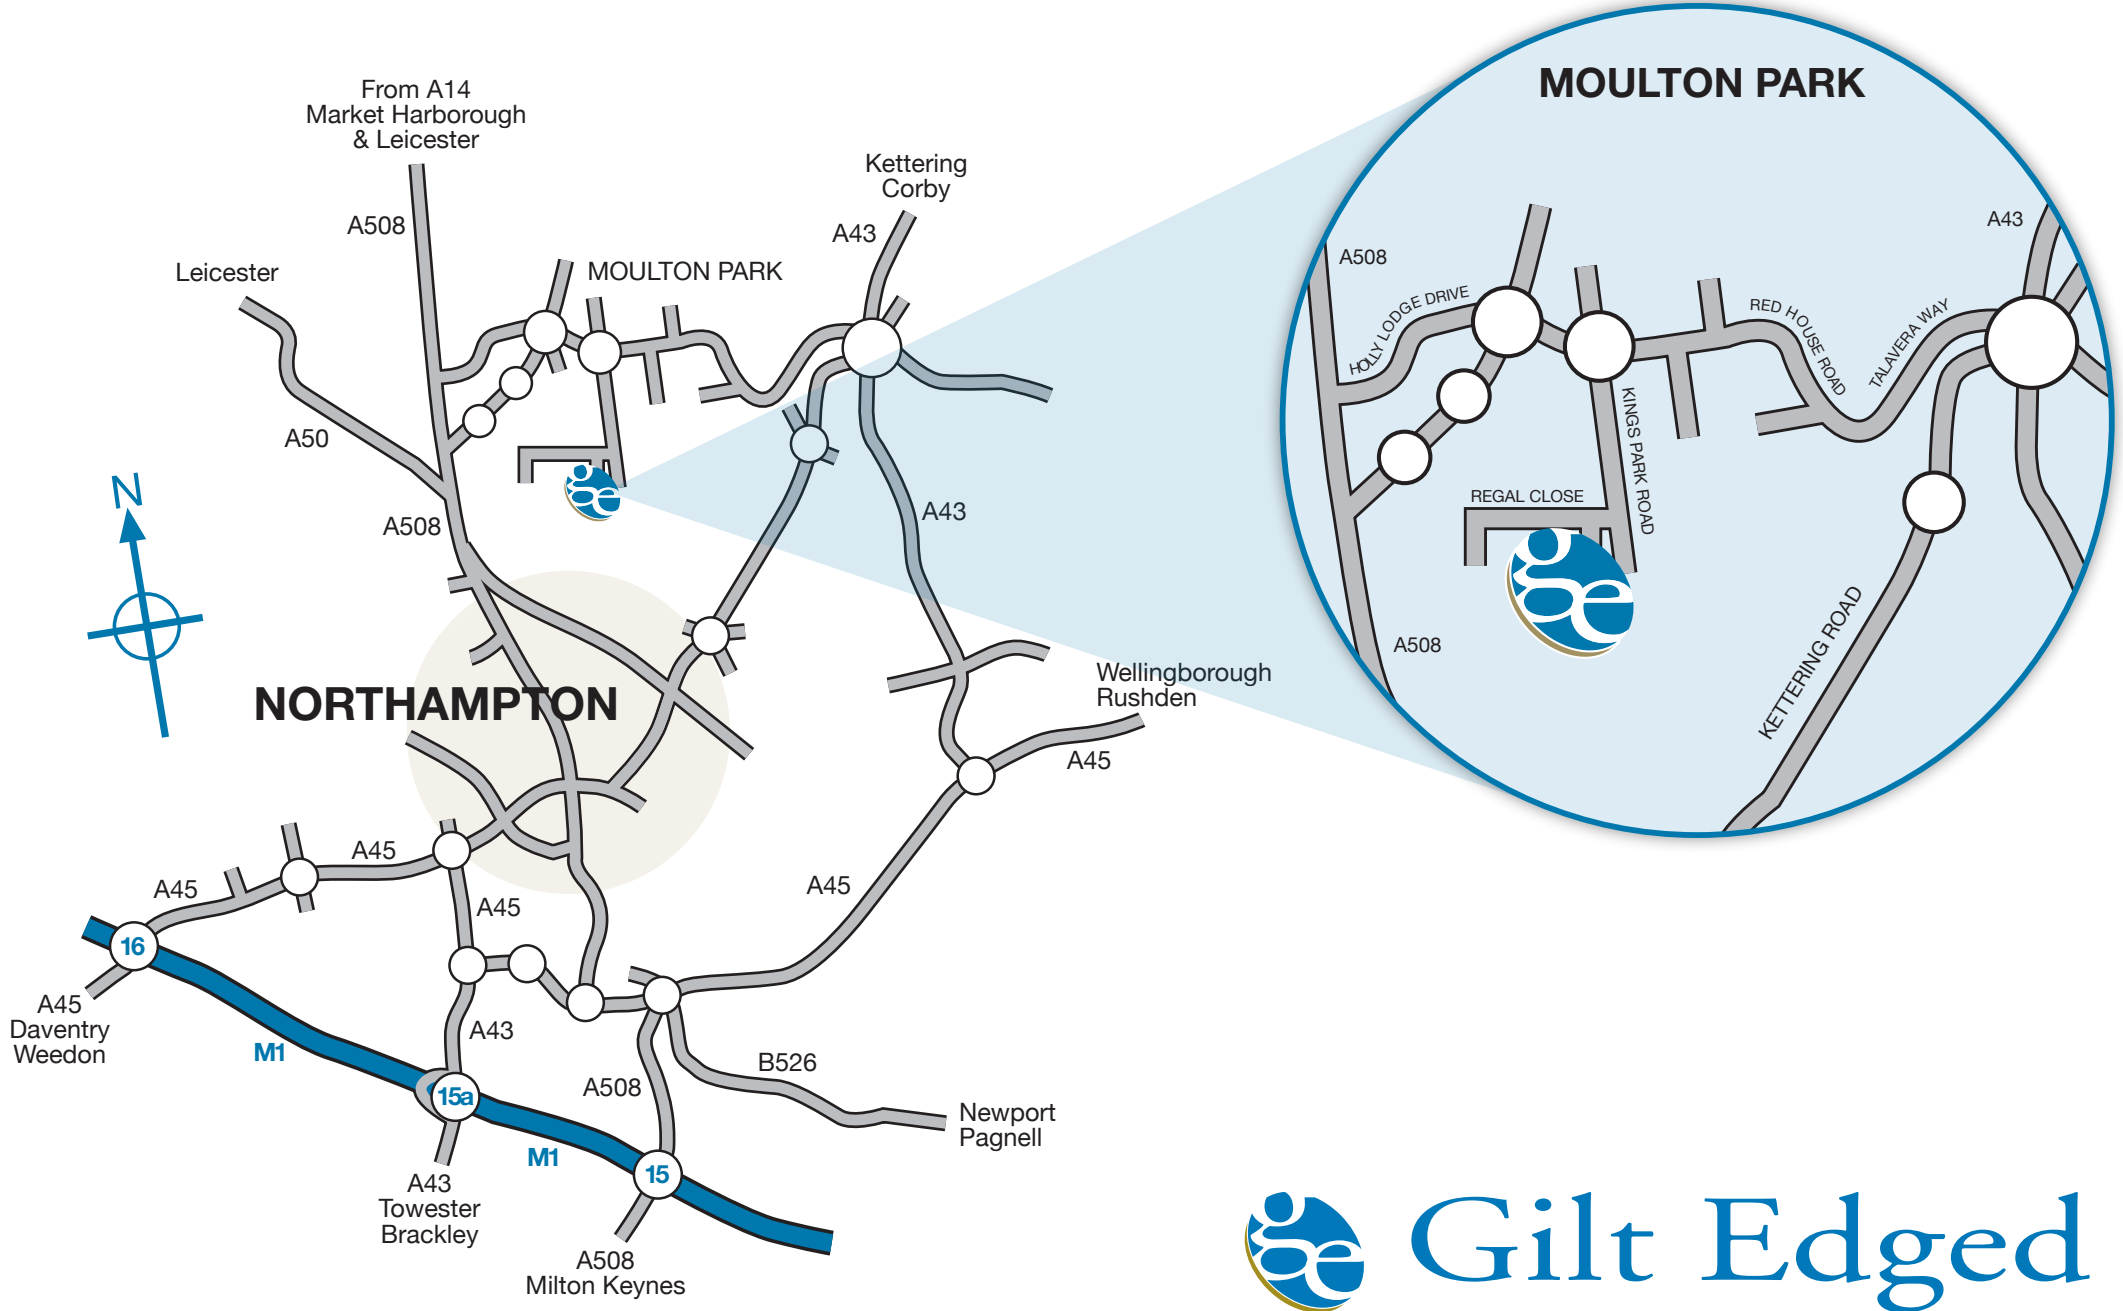 MOULTON PARK
From A14
Market Harborough
& Leicester
A508
Leicester
Kettering
Corby
A43
MOULTON PARK
A50
N
A508
A43
NORTHAMPTON
Wellingborough
Rushden
A45
A45
A45
A45
A45
16
A45
Daventry
Weedon
M1
A43
15a
A508
B526
M1
15
Newport
Pagnell
A43
Towester
Brackley
A508
Milton Keynes
A43
A508
HOLLY LODGE DRIVE
RED HOUSE ROAD
TALAVERA WAY
KINGS PARK ROAD
REGAL CLOSE
ge
A508
KETTERING ROAD
ge
ge
Gilt Edged